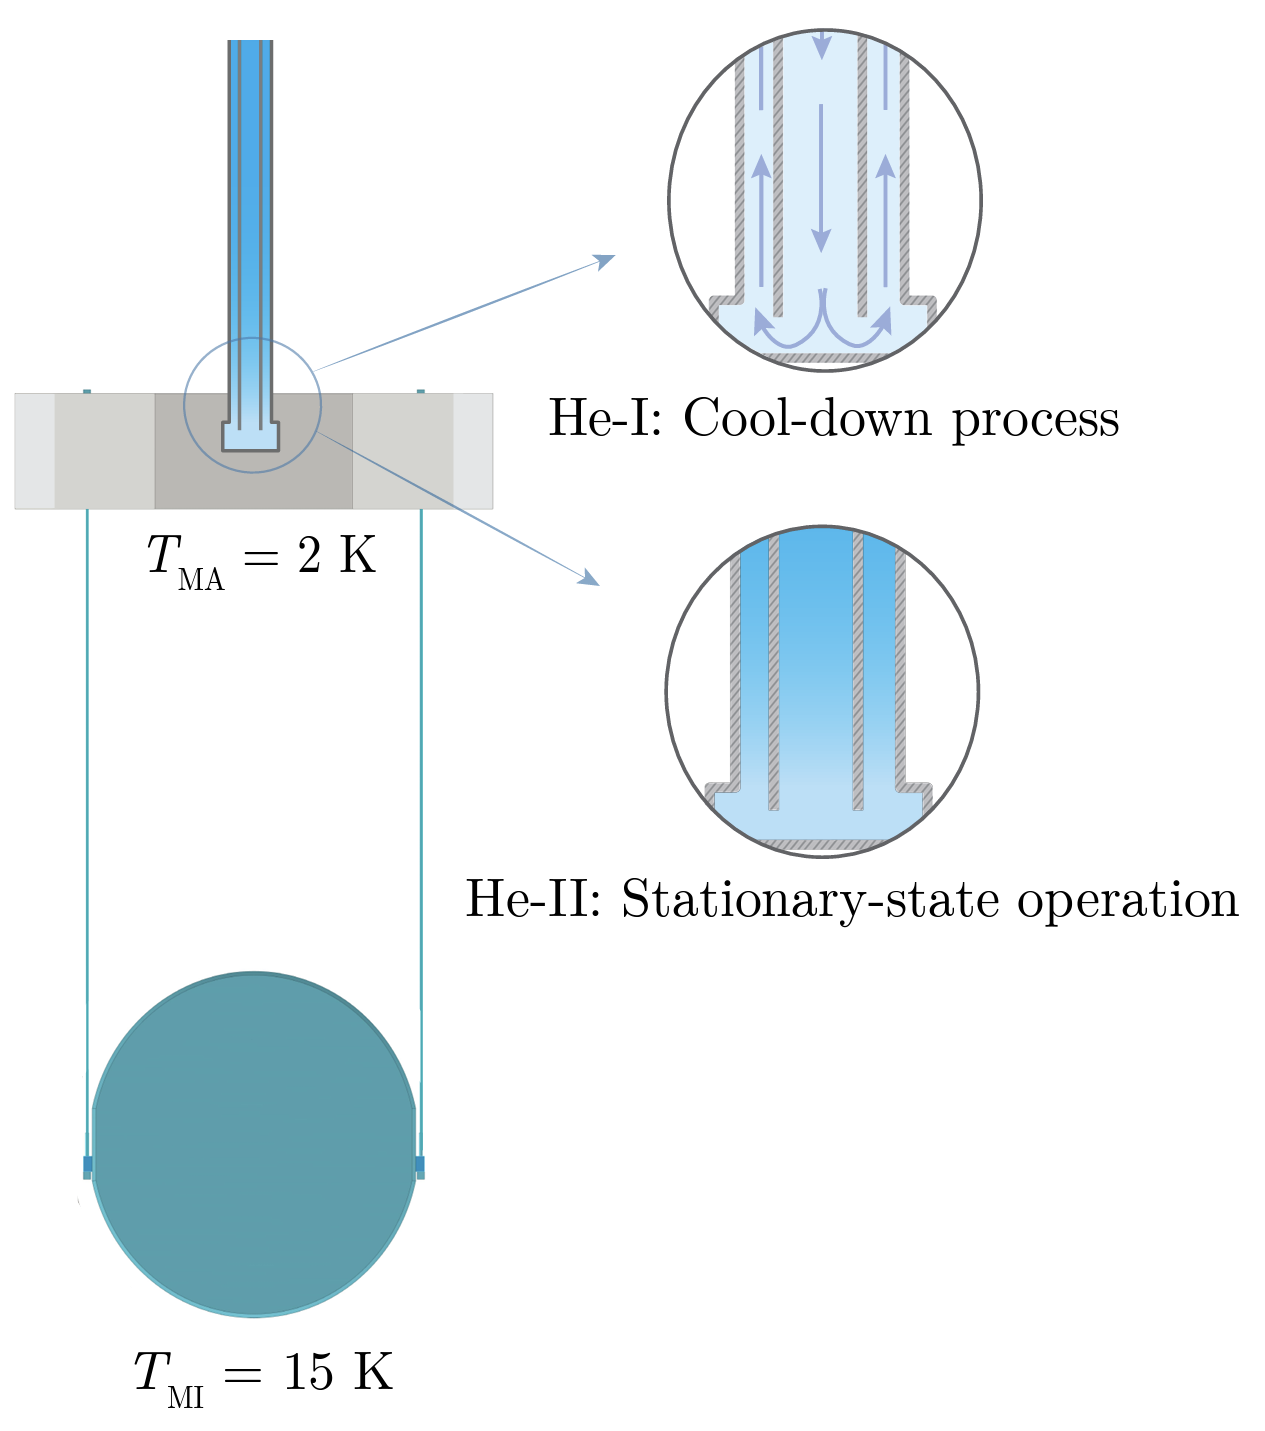 He-I: Cool-down process
T_MA = 2 K
He-II: Stationary-state operation
T_MI = 15 K